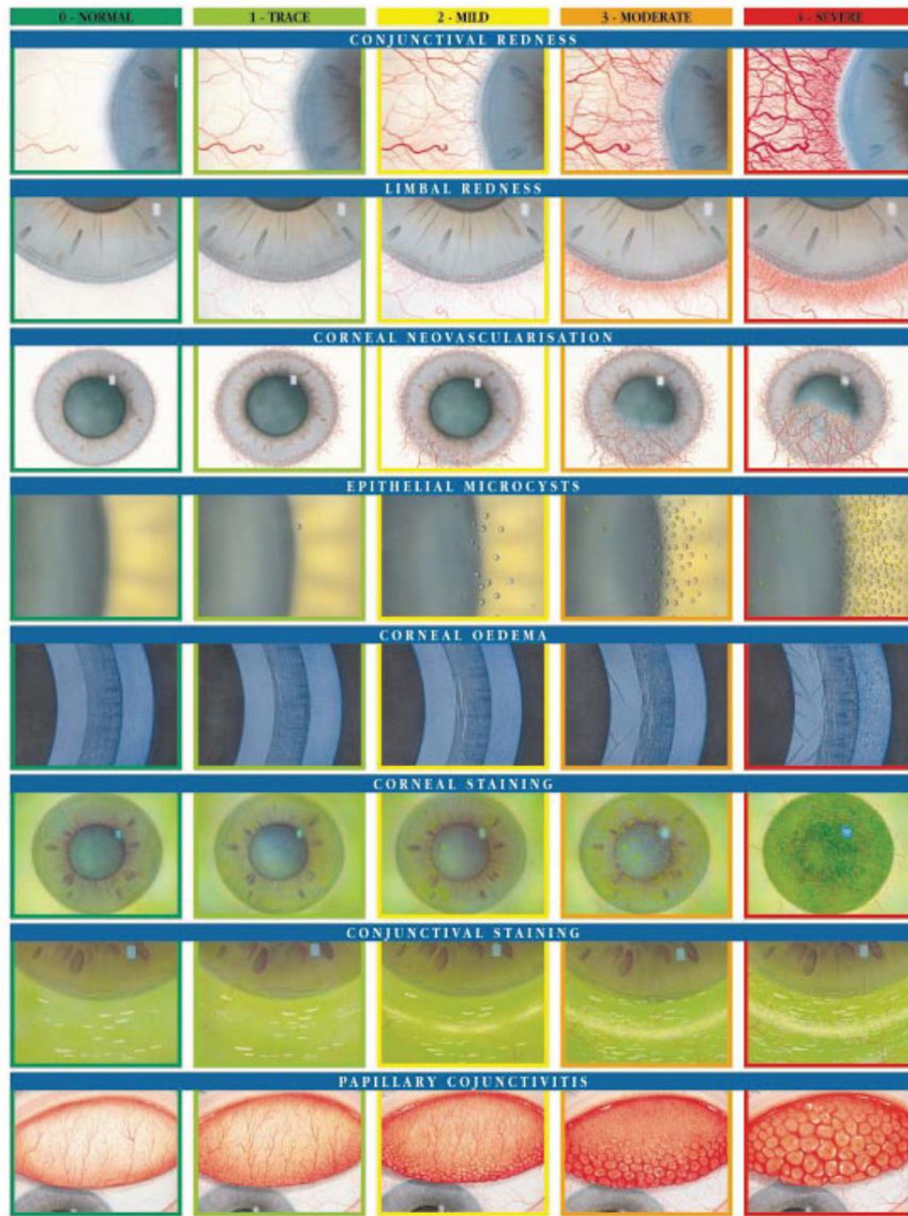 0 - NORMAL 1 - TRACE 2 - MILD 3 - MODERATE 4 - SEVERE
CONJUNCTIVAL REDNESS
LIMBAL REDNESS
CORNEAL NEOVASCULARISATION
EPITHELIAL MICROCYSTS
CORNEAL OEDEMA
CORNEAL STAINING
CONJUNCTIVAL STAINING
PAPILLARY COJUNCTIVITIS